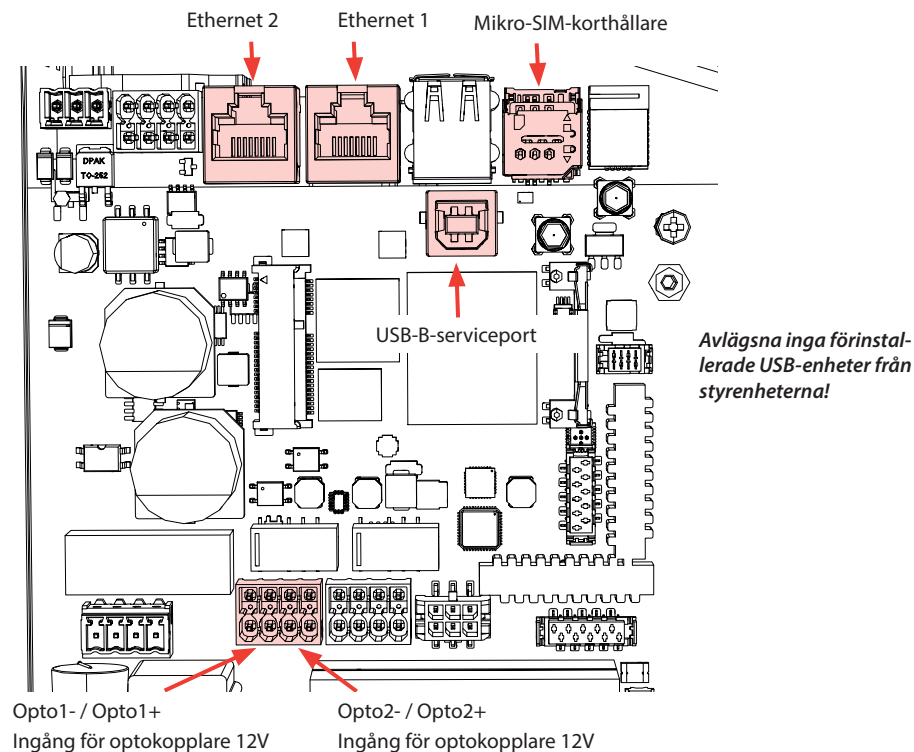 Ethernet 2
Ethernet 1
Mikro-SIM-korthållare
DPAK
TO-252
USB-B-serviceport
Avlägsna inga förinstal-
lerade USB-enheter från
styrenheterna!
Opto1- / Opto1+
Ingång för optokopplare 12V
Opto2- / Opto2+
Ingång för optokopplare 12V